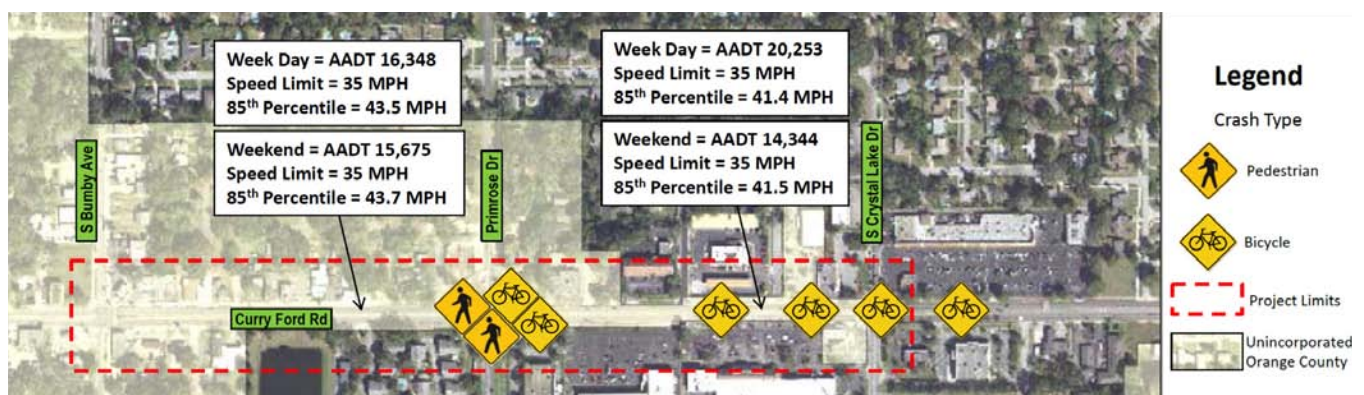 Week Day = AADT 16,348
Speed Limit = 35 MPH
85th Percentile = 43.5 MPH
Weekend = AADT 15,675
Speed Limit = 35 MPH
85th Percentile = 43.7 MPH
Week Day = AADT 20,253
Speed Limit = 35 MPH
85th Percentile = 41.4 MPH
Weekend = AADT 14,344
Speed Limit = 35 MPH
85th Percentile = 41.5 MPH
S Bumby Ave
Primrose Dr
S Crystal Lake Dr
Curry Ford Rd
Legend
Crash Type
Pedestrian
Bicycle
Project Limits
Unincorporated
Orange County